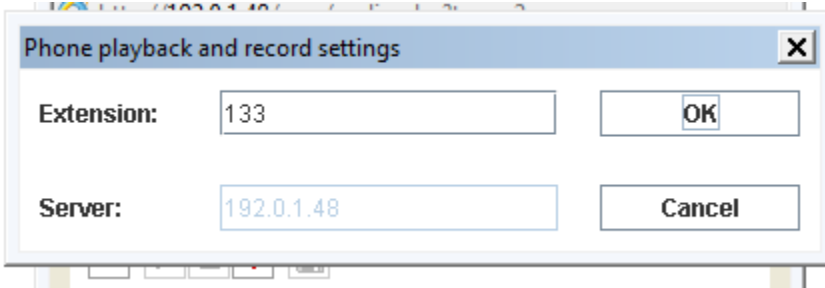 Phone playback and record settings
Extension:
133
OK
Server:
192.0.1.48
Cancel